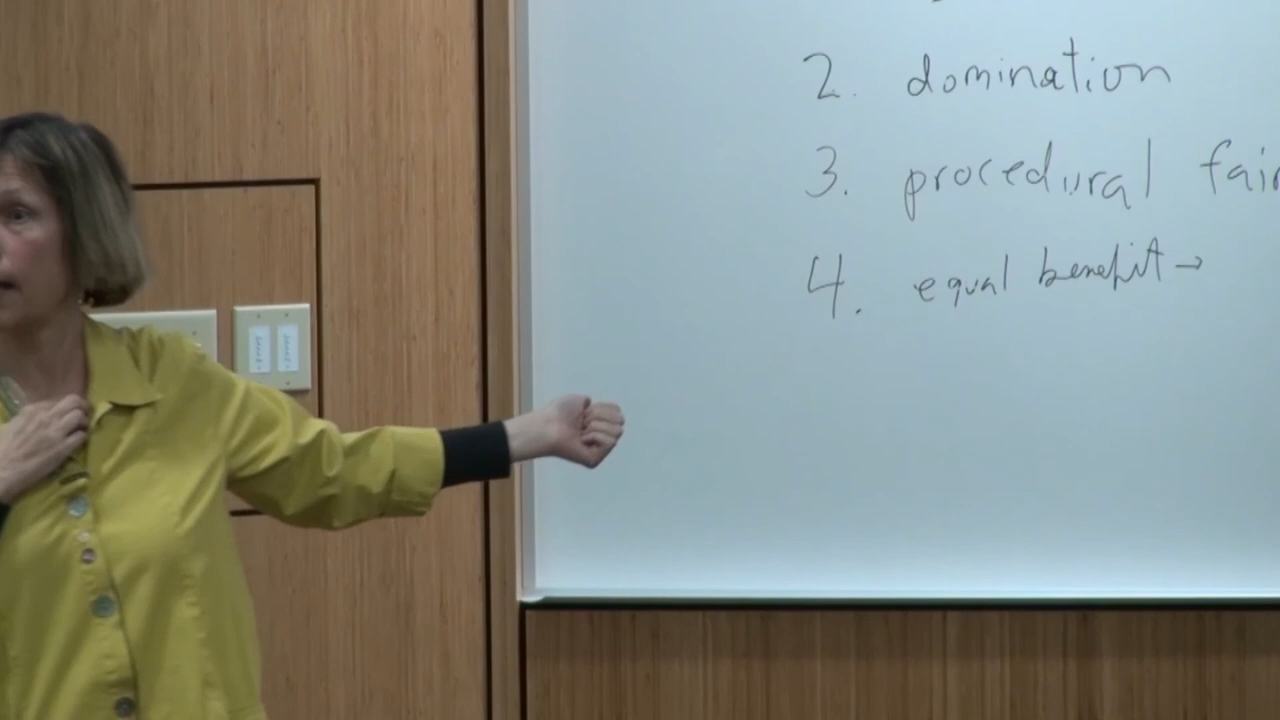 2. domination
3. procedural fair
4. equal benefit →